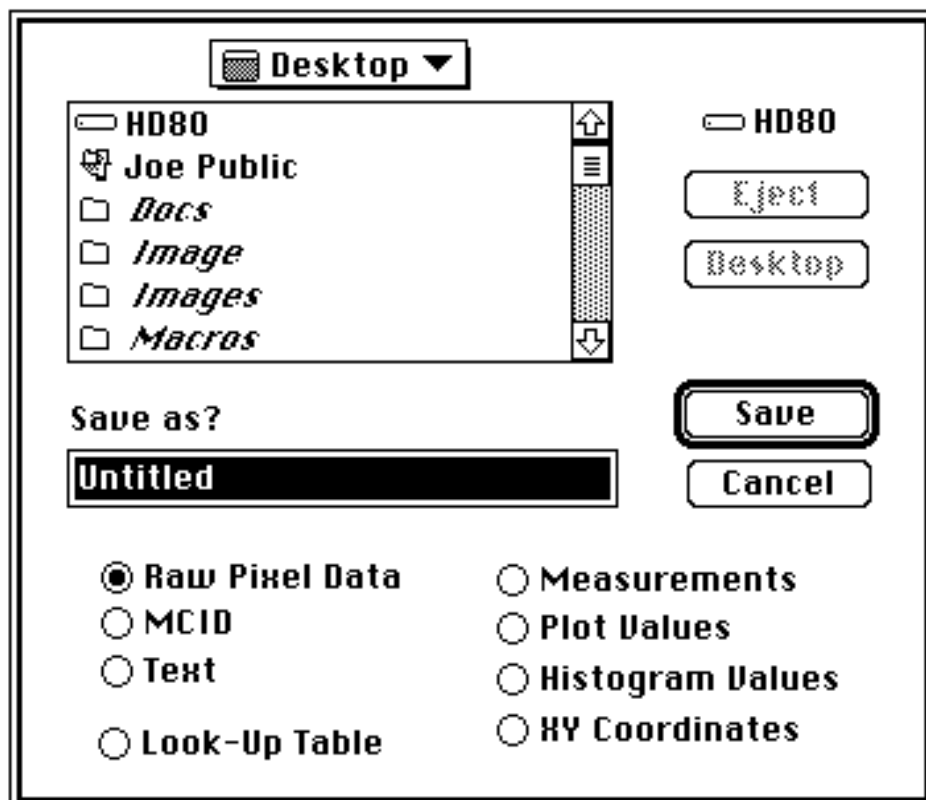 Desktop
HD80
Joe Public
Docs
Image
Images
Macros
HD80
Eject
Desktop
Save as?
Untitled
Save
Cancel
Raw Pixel Data
MCID
Text
Look-Up Table
Measurements
Plot Values
Histogram Values
XY Coordinates